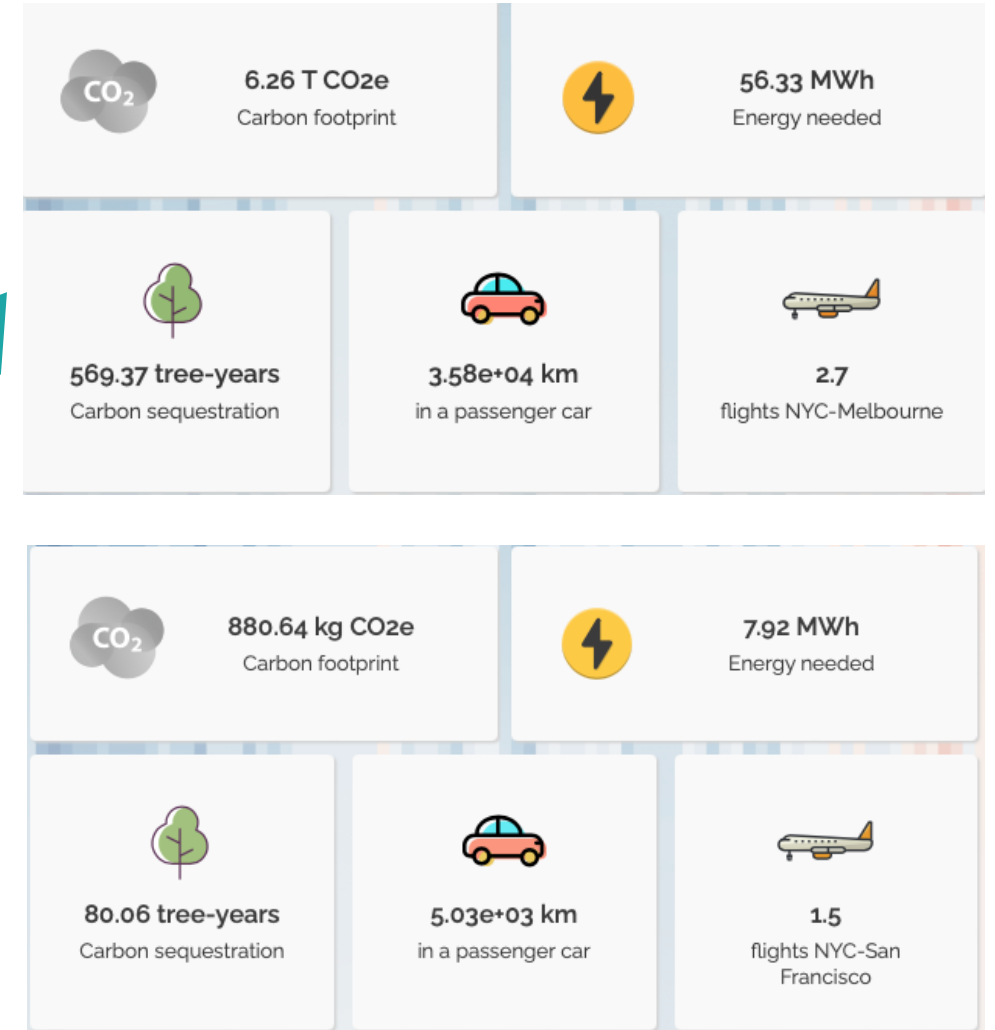 CO2
6.26 T CO2e
Carbon footprint
56.33 MWh
Energy needed
569.37 tree-years
Carbon sequestration
3.58e+04 km
in a passenger car
2.7
flights NYC-Melbourne
CO2
880.64 kg CO2e
Carbon footprint
7.92 MWh
Energy needed
80.06 tree-years
Carbon sequestration
5.03e+03 km
in a passenger car
1.5
flights NYC-San
Francisco